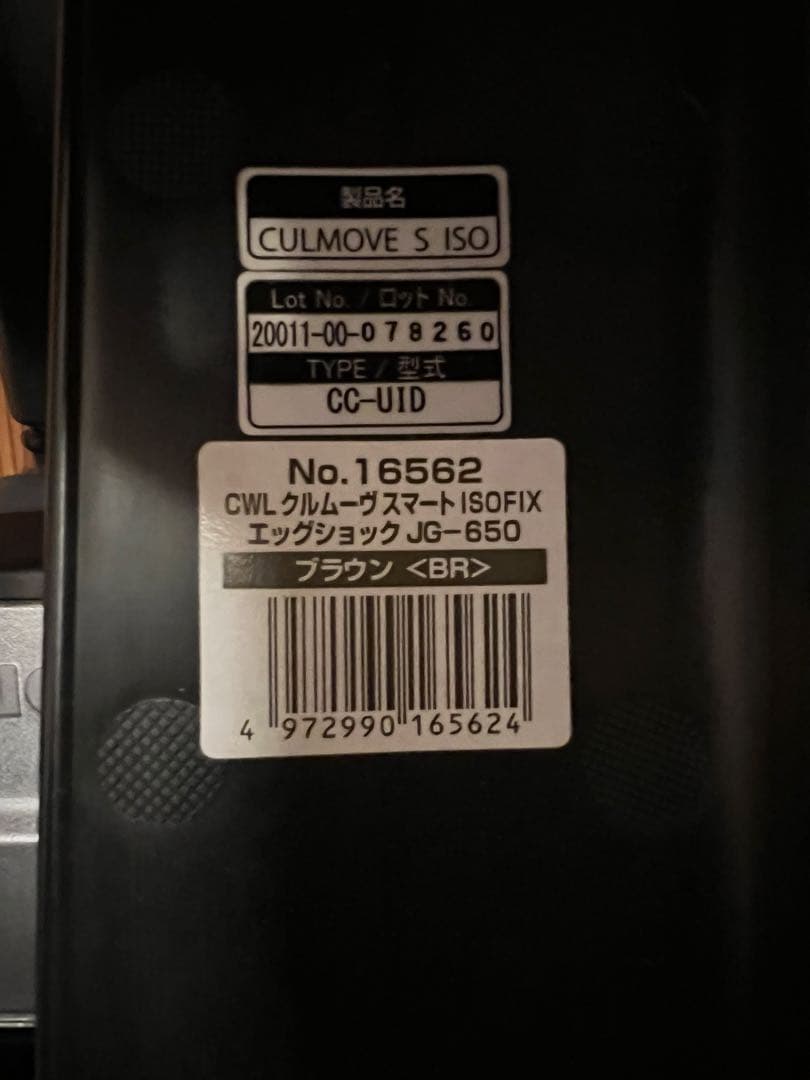 製品名
CULMOVE S ISO
Lot No. / ロット No.
20011-00-078260
TYPE / 型式
CC-UID
No.16562
CWL クルムーヴ スマート ISOFIX
エッグショック JG-650
ブラウン <BR>
4 972990 165624